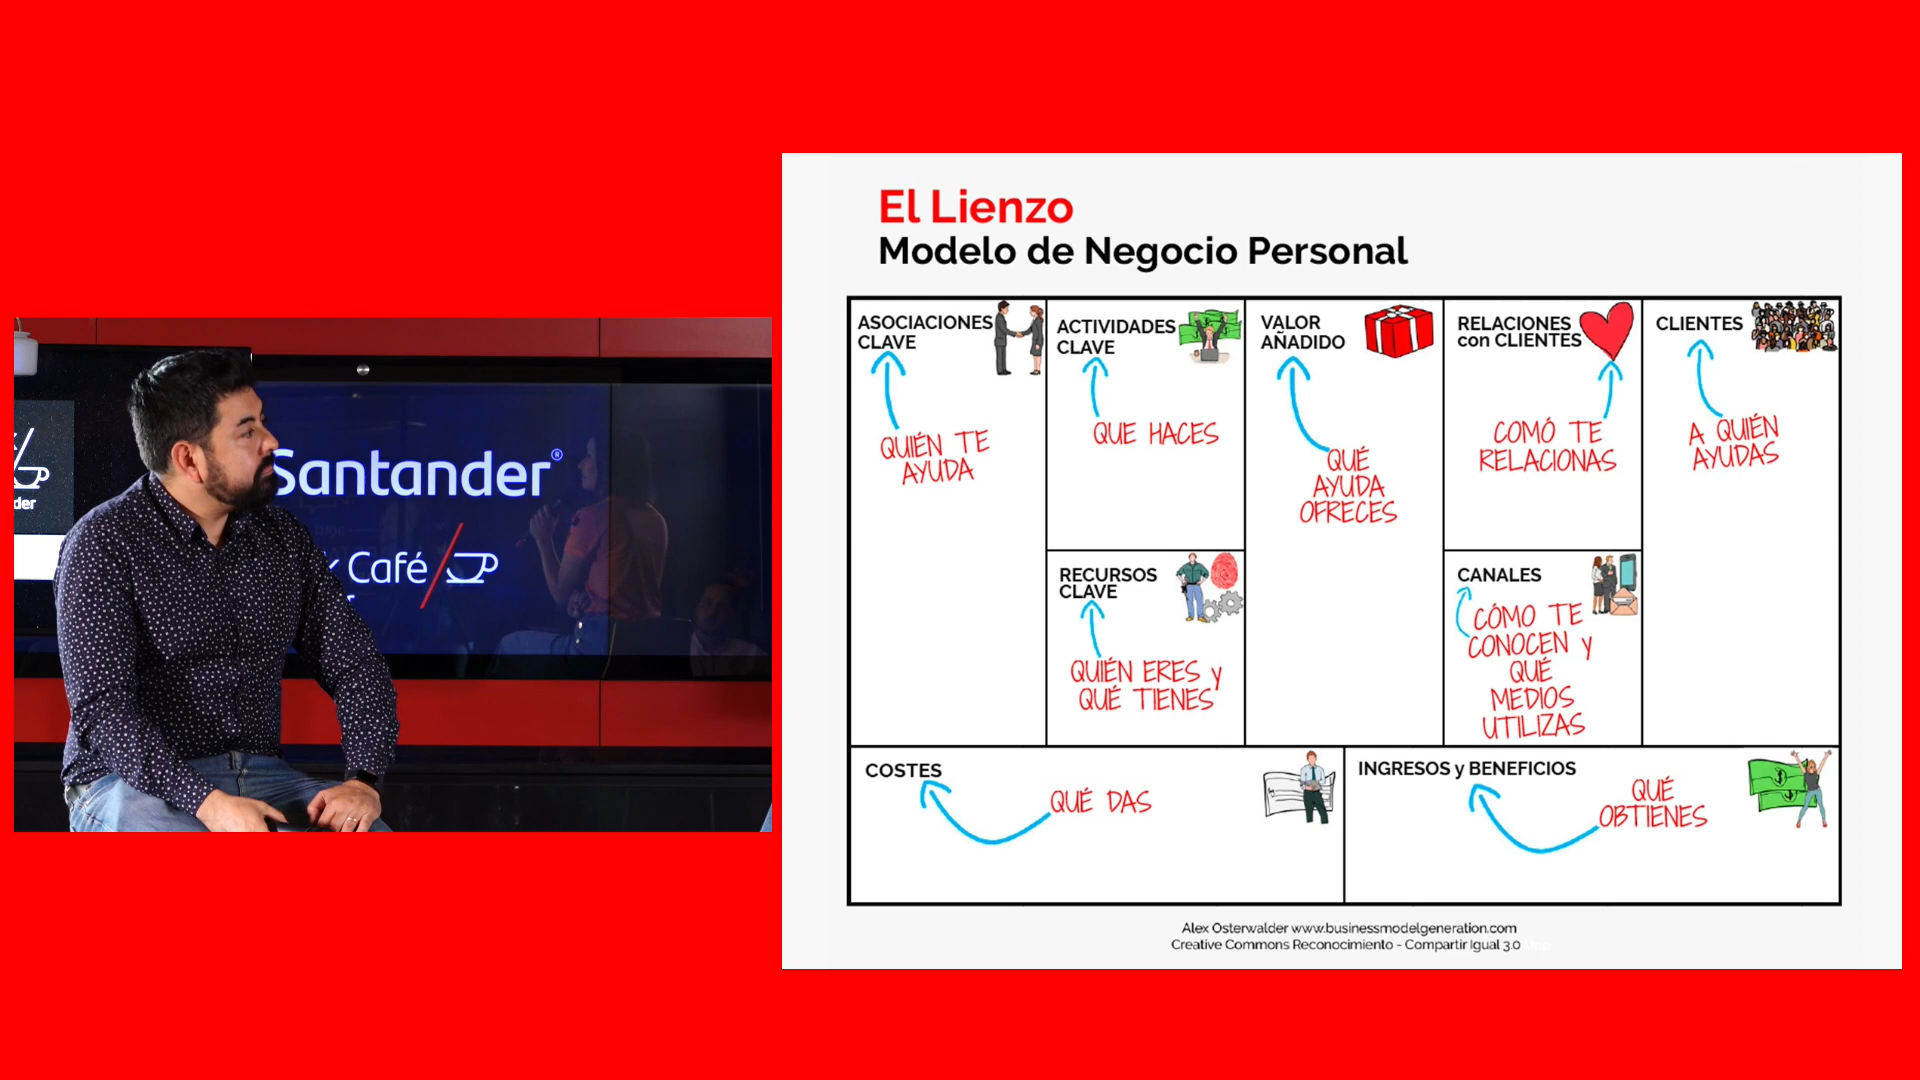 Santander®
Café
der
El Lienzo
Modelo de Negocio Personal
ASOCIACIONES
CLAVE
QUIÉN TE
AYUDA
ACTIVIDADES
CLAVE
QUE HACES
RECURSOS
CLAVE
QUIÉN ERES y
QUÉ TIENES
VALOR
AÑADIDO
QUÉ
AYUDA
OFRECES
RELACIONES
con CLIENTES
COMÓ TE
RELACIONAS
CANALES
CÓMO TE
CONOCEN y
QUÉ
MEDIOS
UTILIZAS
CLIENTES
A QUIÉN
AYUDAS
COSTES
QUÉ DAS
INGRESOS y BENEFICIOS
QUÉ
OBTIENES
Alex Osterwalder www.businessmodelgeneration.com
Creative Commons Reconocimiento - Compartir Igual 3.0